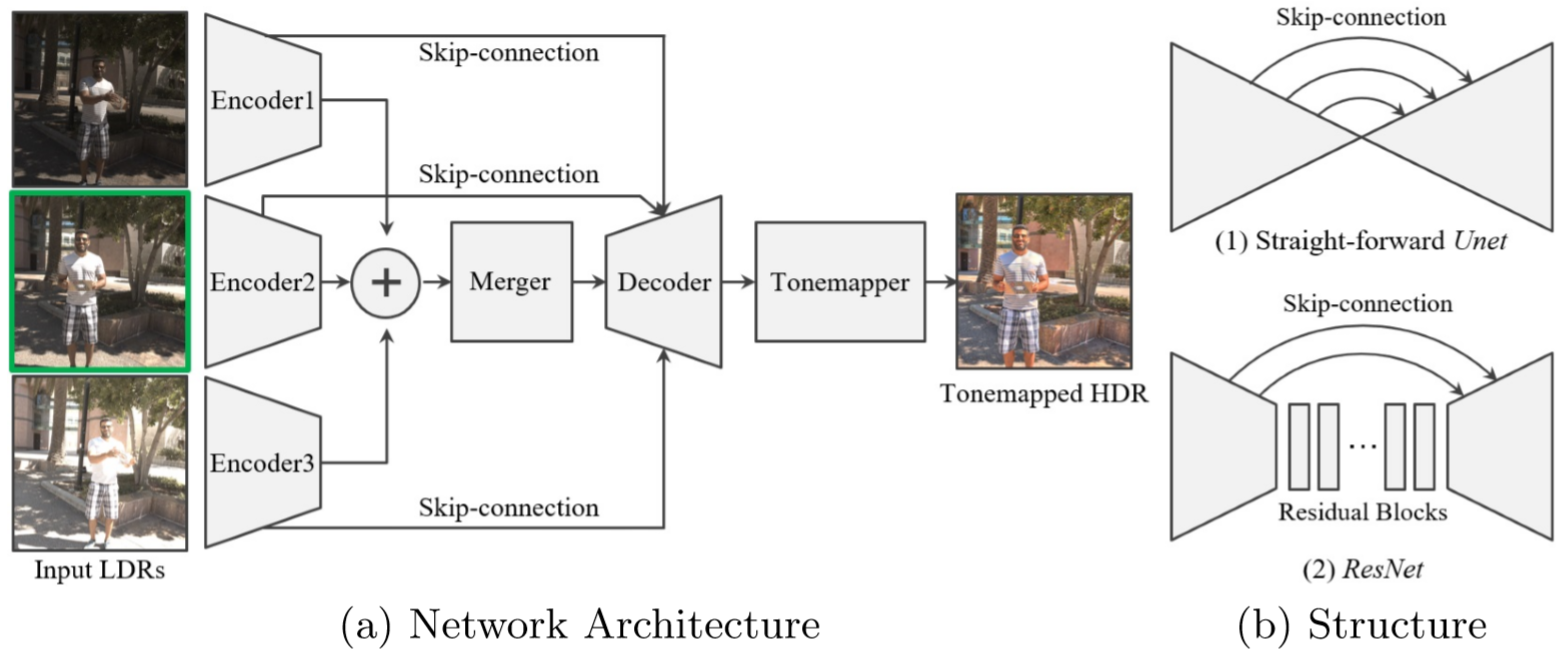 Skip-connection
Encoder1
Skip-connection
Encoder2
+
Merger
Decoder
Tonemapper
Tonemapped HDR
Encoder3
Skip-connection
Input LDRs
(a) Network Architecture
Skip-connection
(1) Straight-forward Unet
Skip-connection
...
Residual Blocks
(2) ResNet
(b) Structure